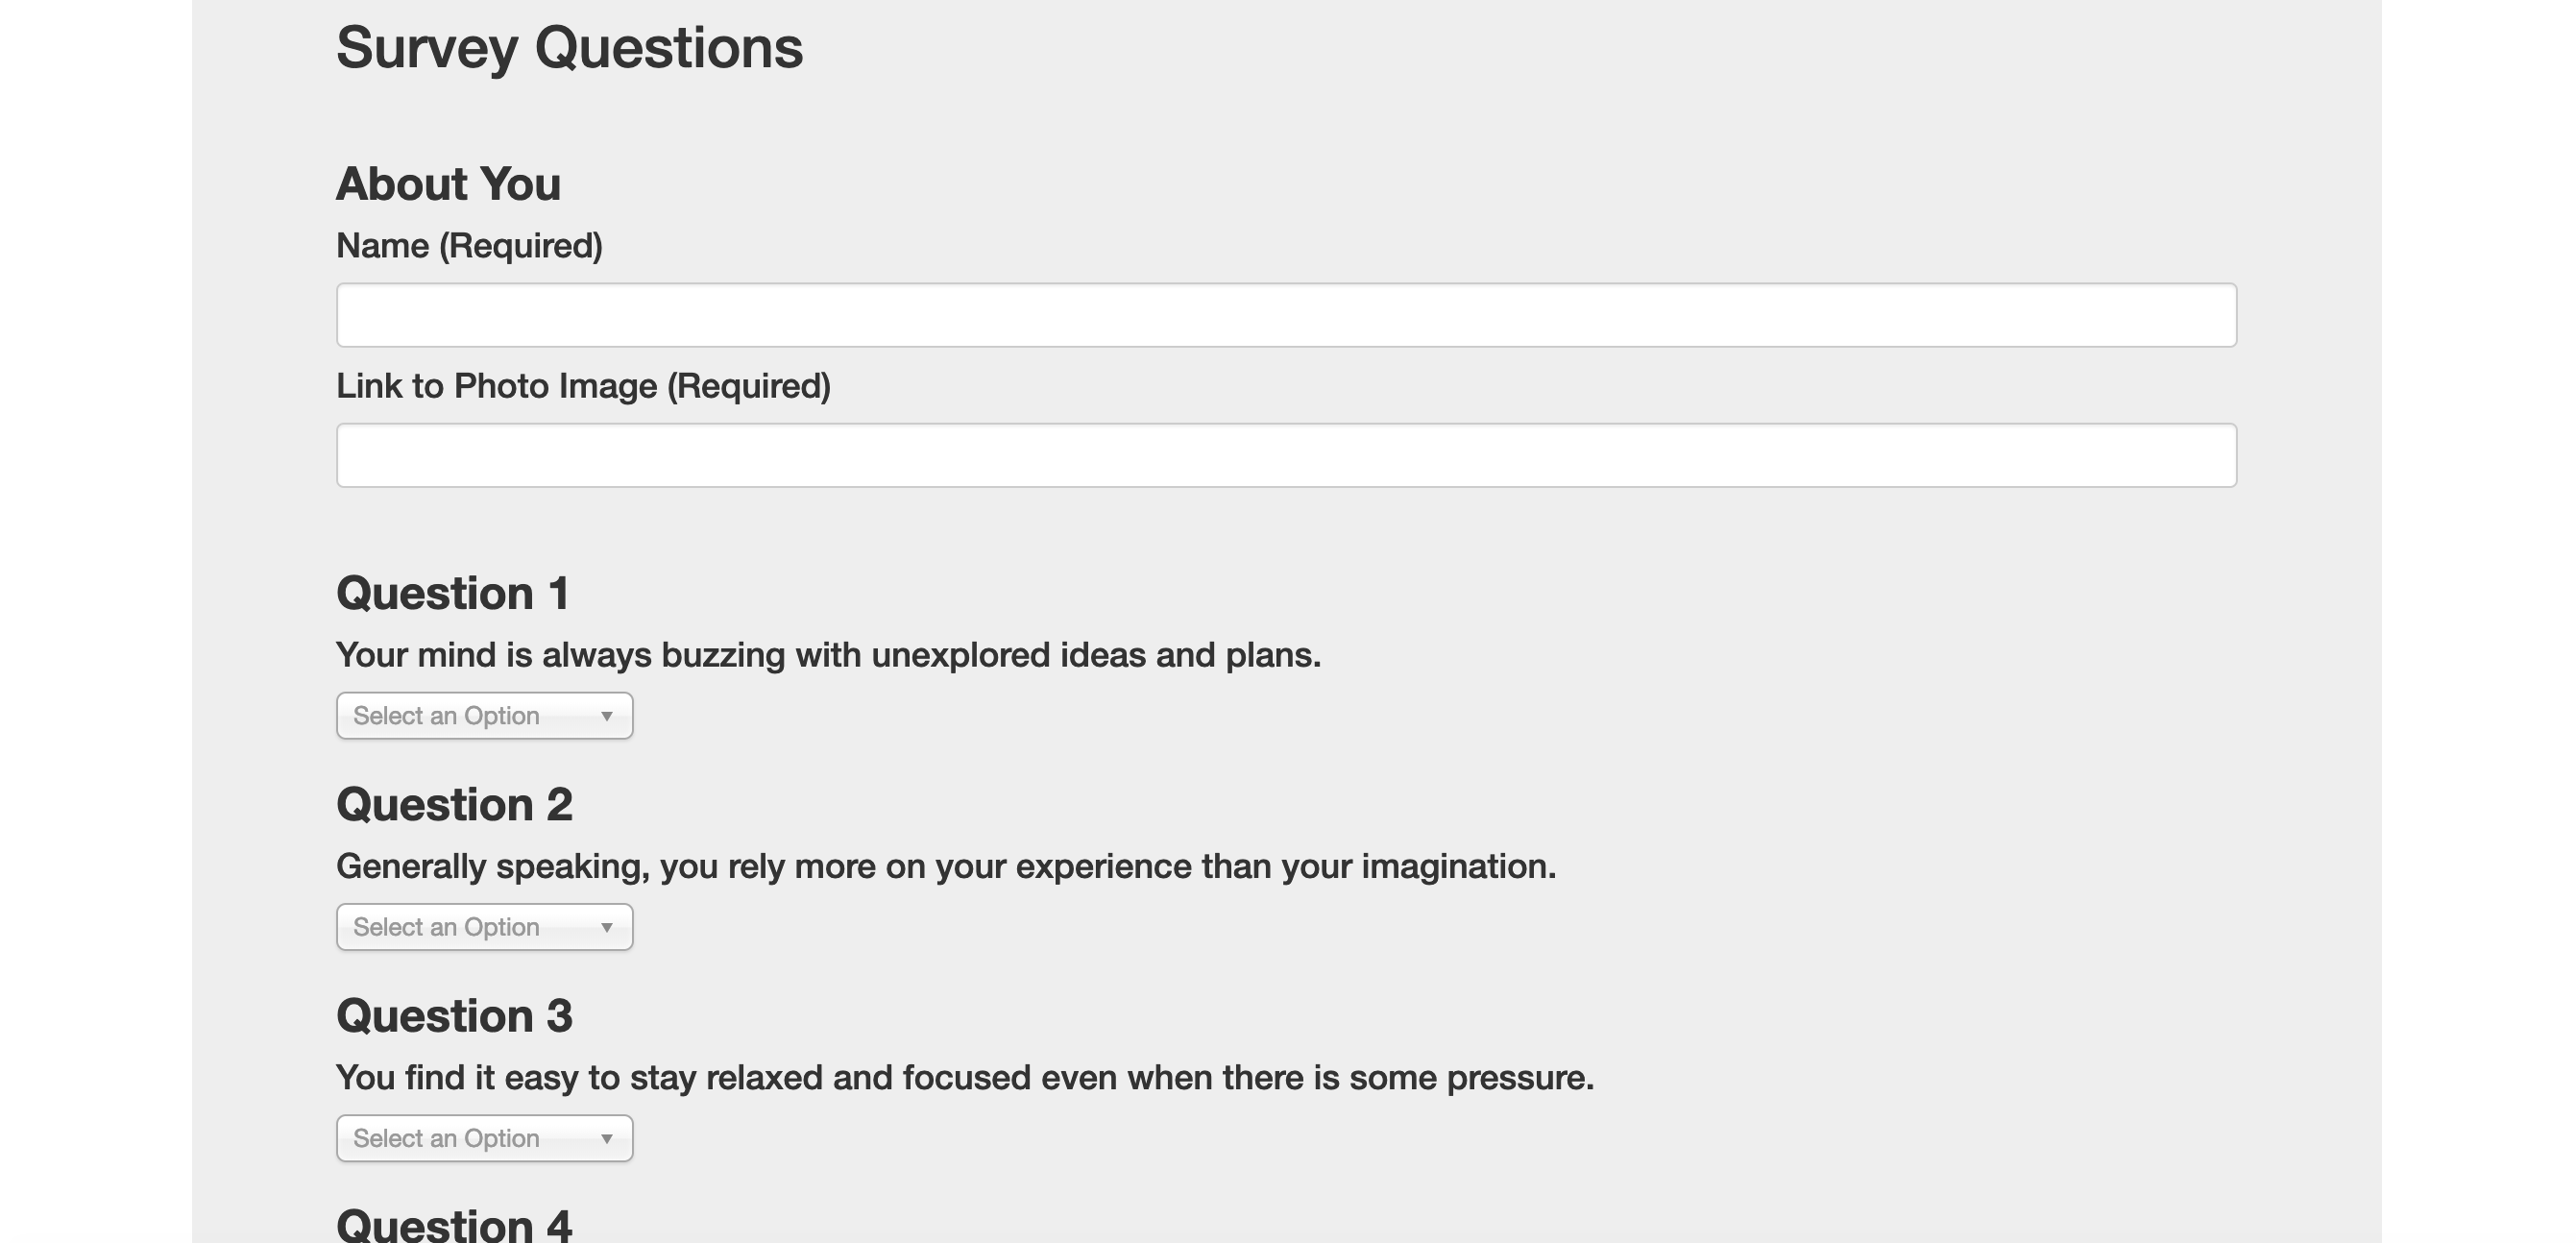 Survey Questions
About You
Name (Required)
Link to Photo Image (Required)
Question 1
Your mind is always buzzing with unexplored ideas and plans.
Select an Option
Question 2
Generally speaking, you rely more on your experience than your imagination.
Select an Option
Question 3
You find it easy to stay relaxed and focused even when there is some pressure.
Select an Option
Question 4